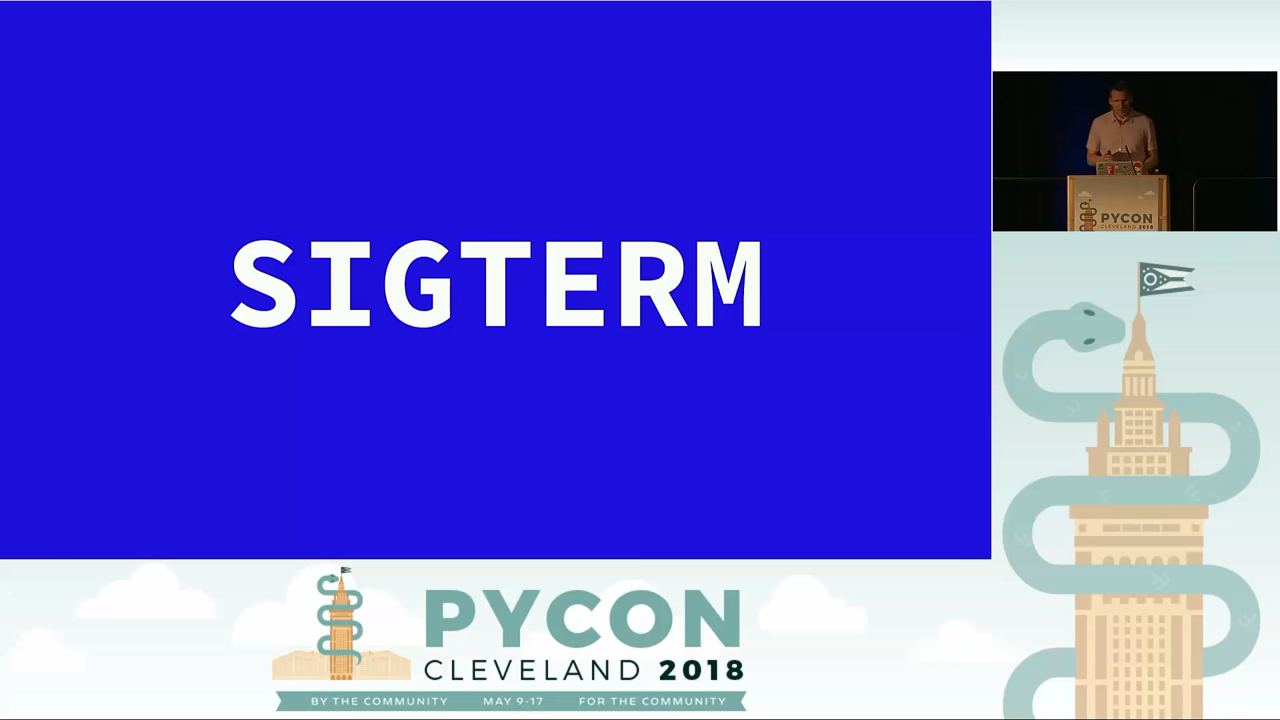 SIGTERM
PYCON
CLEVELAND 2018
PYCON
CLEVELAND 2018
BY THE COMMUNITY MAY 9-17 FOR THE COMMUNITY